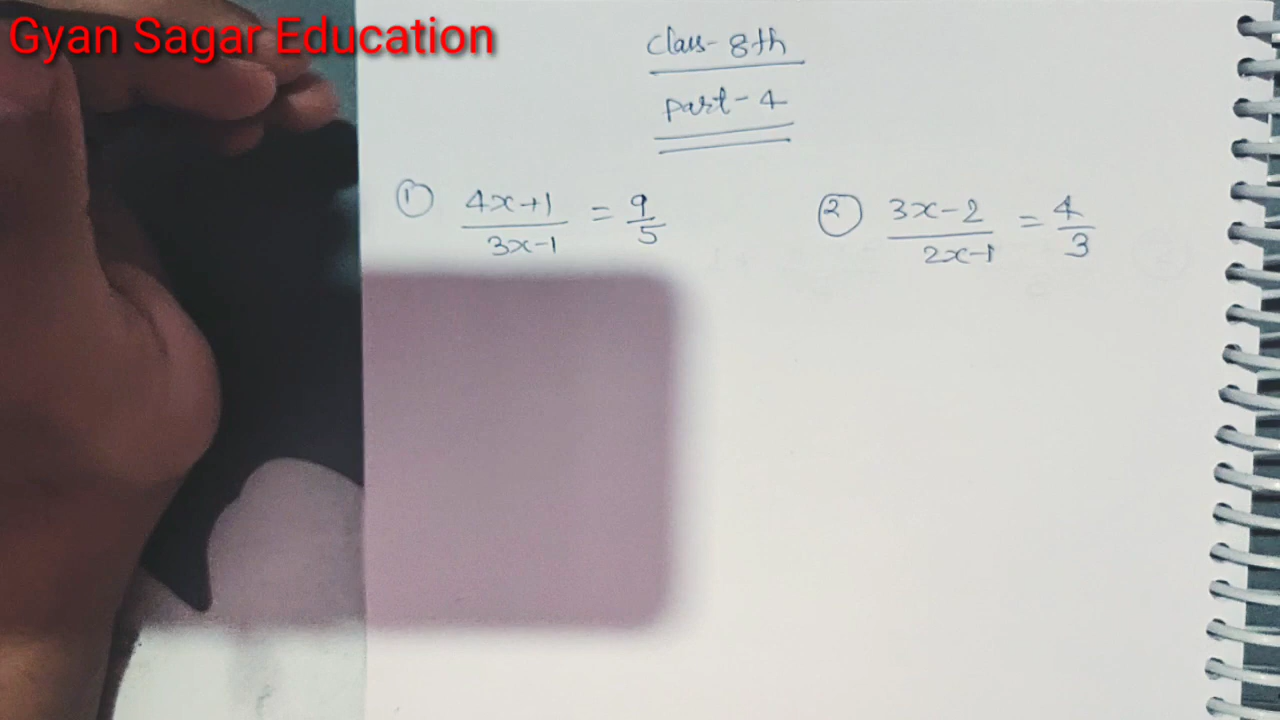 Gyan Sagar Education
Class - 8th
Part - 4
① 4x+1/3x-1 = 9/5
② 3x-2/2x-1 = 4/3